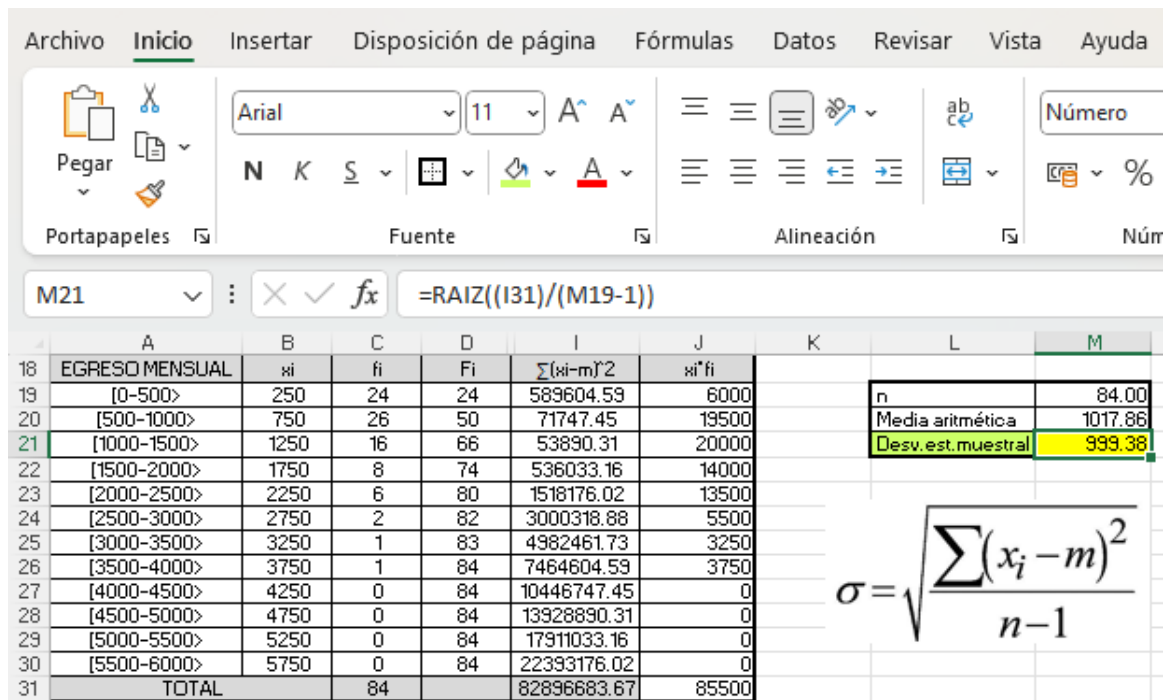 Archivo Inicio Insertar Disposición de página Fórmulas Datos Revisar Vista Ayuda
Arial 11 A^ Aˇ ab Número
Pegar N K S A c %
Portapapeles Fuente Alineación Núm
M21 fx =RAIZ((I31)/(M19-1))
A B C D I J K L M
18 EGRESO MENSUAL xi fi Fi ∑(xi-m)^2 xi*fi
19 [0-500> 250 24 24 589604.59 6000 n 84.00
20 [500-1000> 750 26 50 71747.45 19500 Media aritmética 1017.86
21 [1000-1500> 1250 16 66 53890.31 20000 Desv.est.muestral 999.38
22 [1500-2000> 1750 8 74 536033.16 14000
23 [2000-2500> 2250 6 80 1518176.02 13500
24 [2500-3000> 2750 2 82 3000318.88 5500
25 [3000-3500> 3250 1 83 4982461.73 3250
26 [3500-4000> 3750 1 84 7464604.59 3750
27 [4000-4500> 4250 0 84 10446747.45 0
28 [4500-5000> 4750 0 84 13928890.31 0
29 [5000-5500> 5250 0 84 17911033.16 0
30 [5500-6000> 5750 0 84 22393176.02 0
31 TOTAL 84 82896683.67 85500
σ=√(∑(xi−m)²/(n−1))